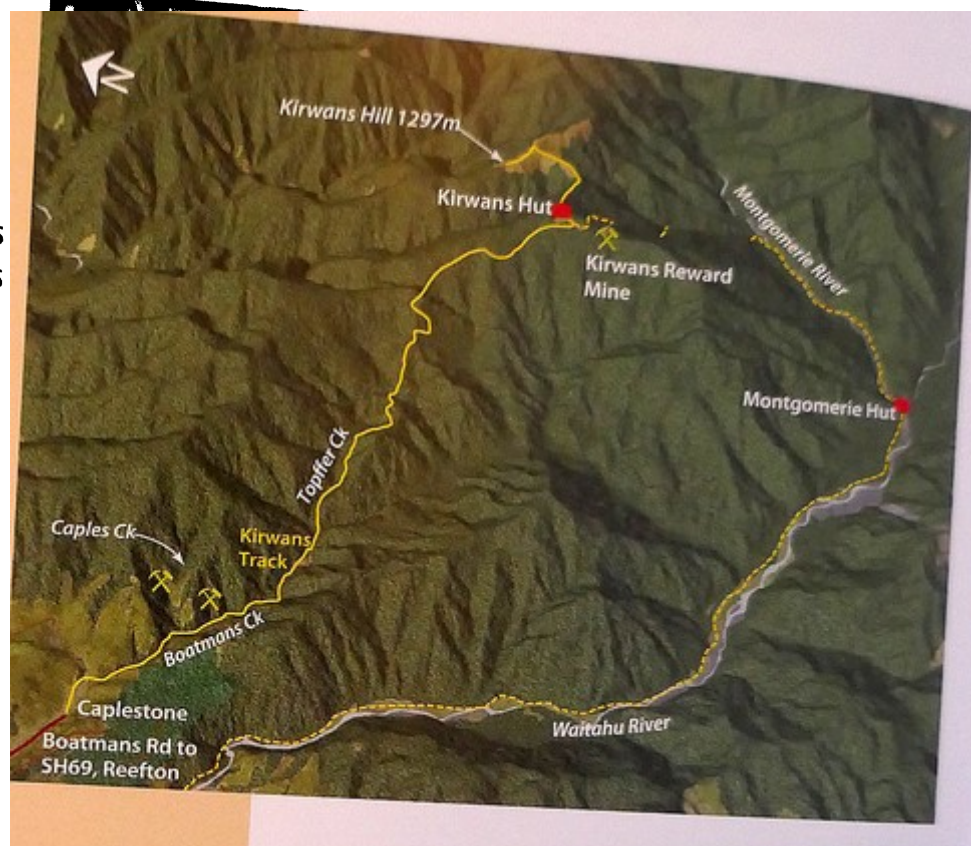 N
Kirwans Hill 1297m
Kirwans Hut
Montgomerie River
Kirwans Reward
Mine
Montgomerie Hut
Topffer Ck
Caples Ck
Kirwans
Track
Boatmans Ck
Caplestone
Waitahu River
Boatmans Rd to
SH69, Reefton